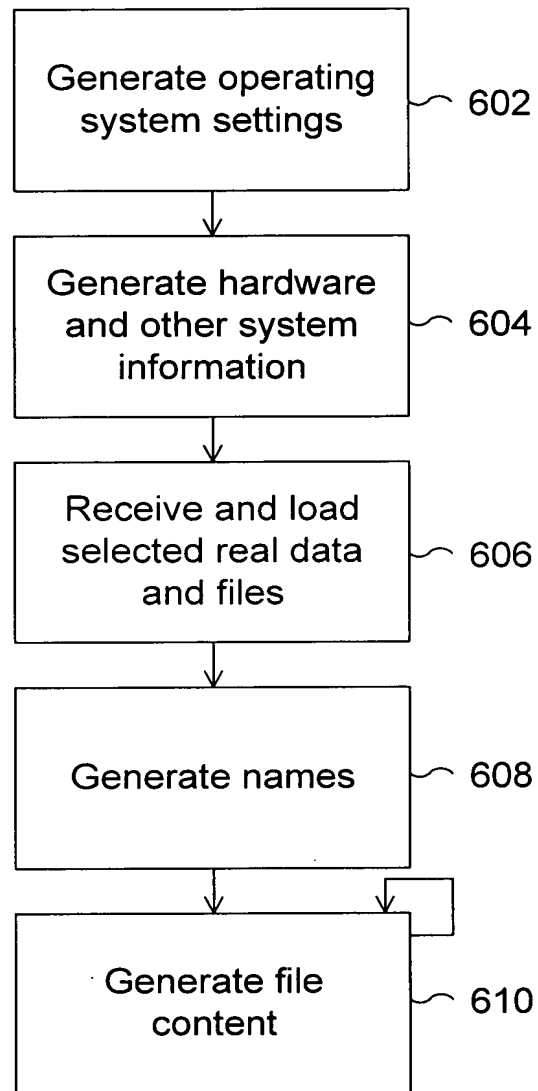 Generate operating
system settings
602
Generate hardware
and other system
information
604
Receive and load
selected real data
and files
606
Generate names
608
Generate file
content
610